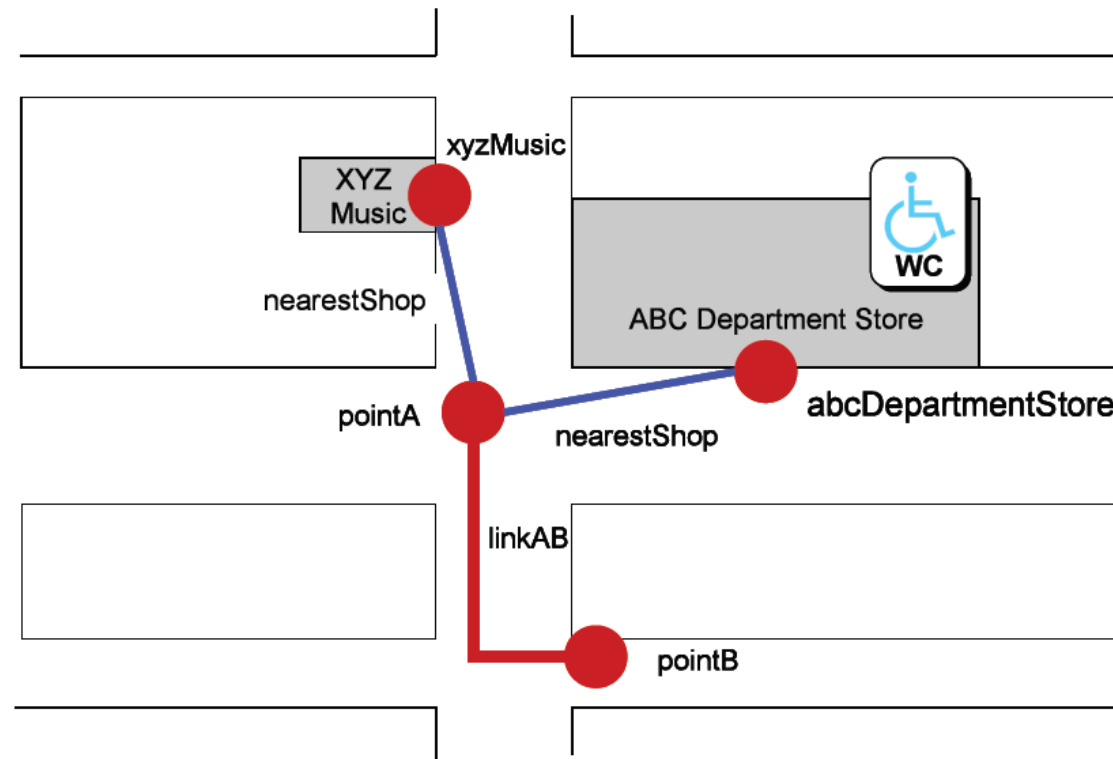 xyzMusic
XYZ
Music
WC
nearestShop
ABC Department Store
pointA
abcDepartmentStore
nearestShop
linkAB
pointB